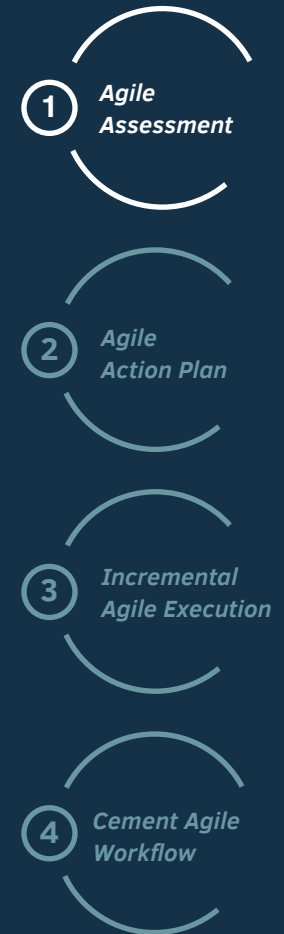 1
Agile
Assessment
2
Agile
Action Plan
3
Incremental
Agile Execution
4
Cement Agile
Workflow